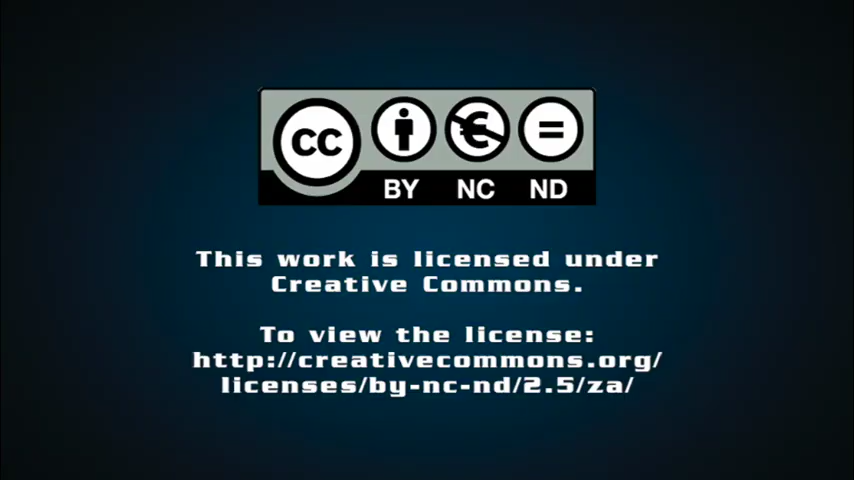 CC
BY NC ND
This work is licensed under
Creative Commons.
To view the license:
http://creativecommons.org/
licenses/by-nc-nd/2.5/za/